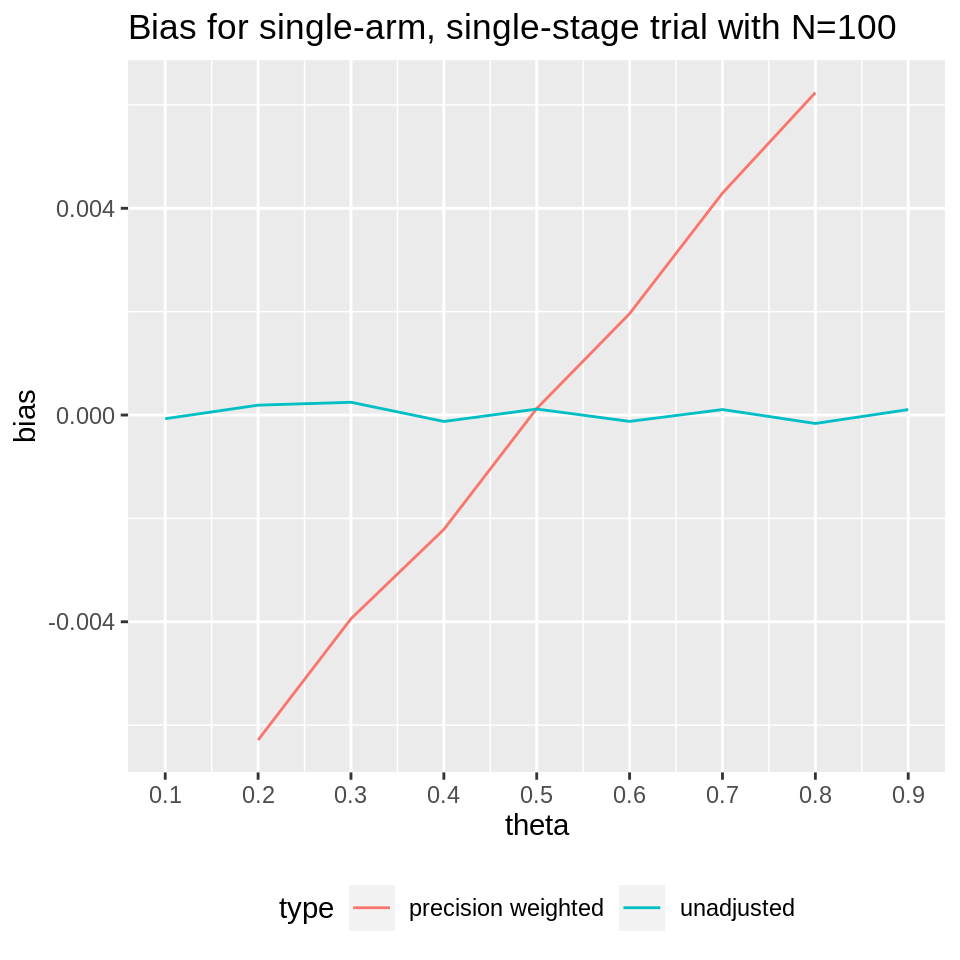 Bias for single-arm, single-stage trial with N=100
bias
0.004
0.000
-0.004
0.1 0.2 0.3 0.4 0.5 0.6 0.7 0.8 0.9
theta
type precision weighted unadjusted